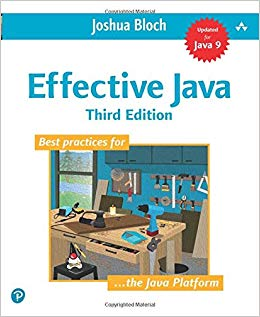 Joshua Bloch
Updated
for
Java 9
Effective Java
Third Edition
Best practices for
...the Java Platform
P